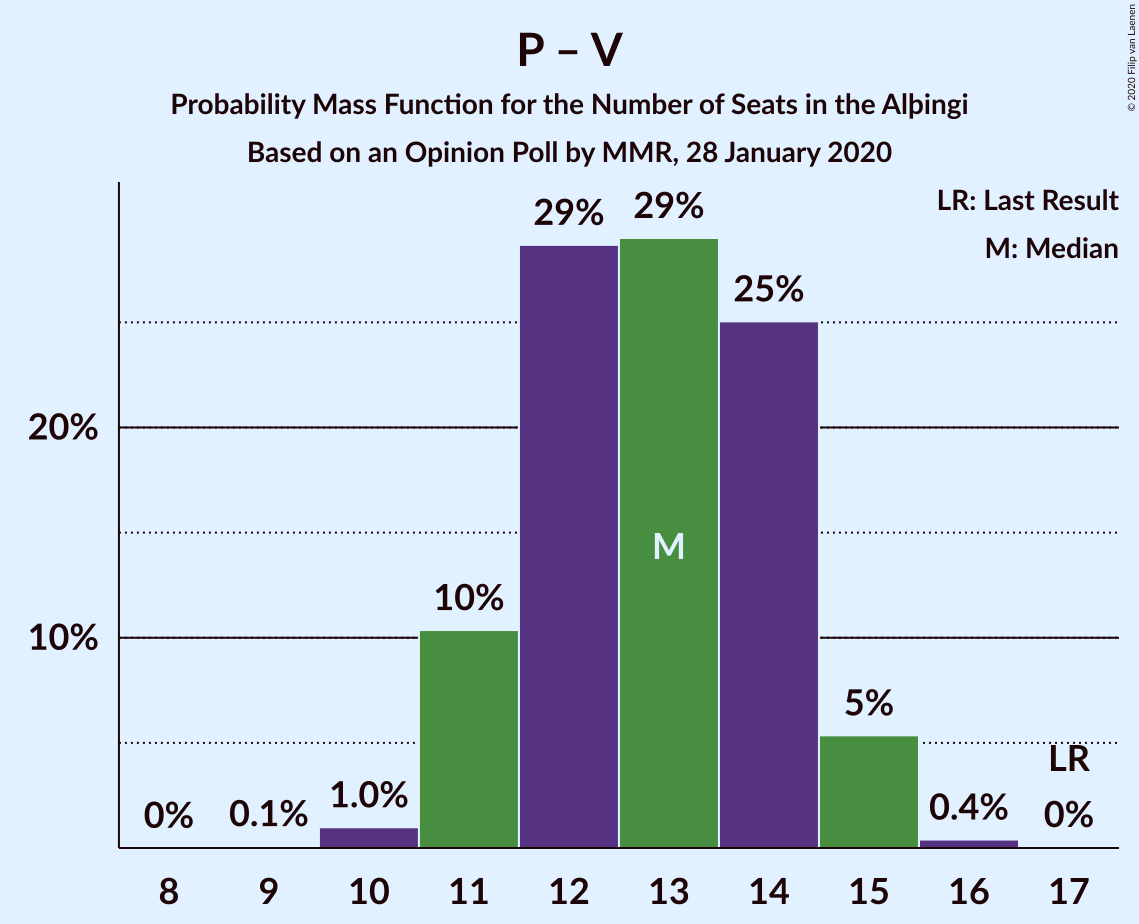 P – V
Probability Mass Function for the Number of Seats in the Alþingi
Based on an Opinion Poll by MMR, 28 January 2020
© 2020 Filip van Laenen
LR: Last Result
M: Median
29%
29%
25%
20%
M
10%
10%
5%
LR
0%
0.1%
1.0%
0.4%
0%
8
9
10
11
12
13
14
15
16
17